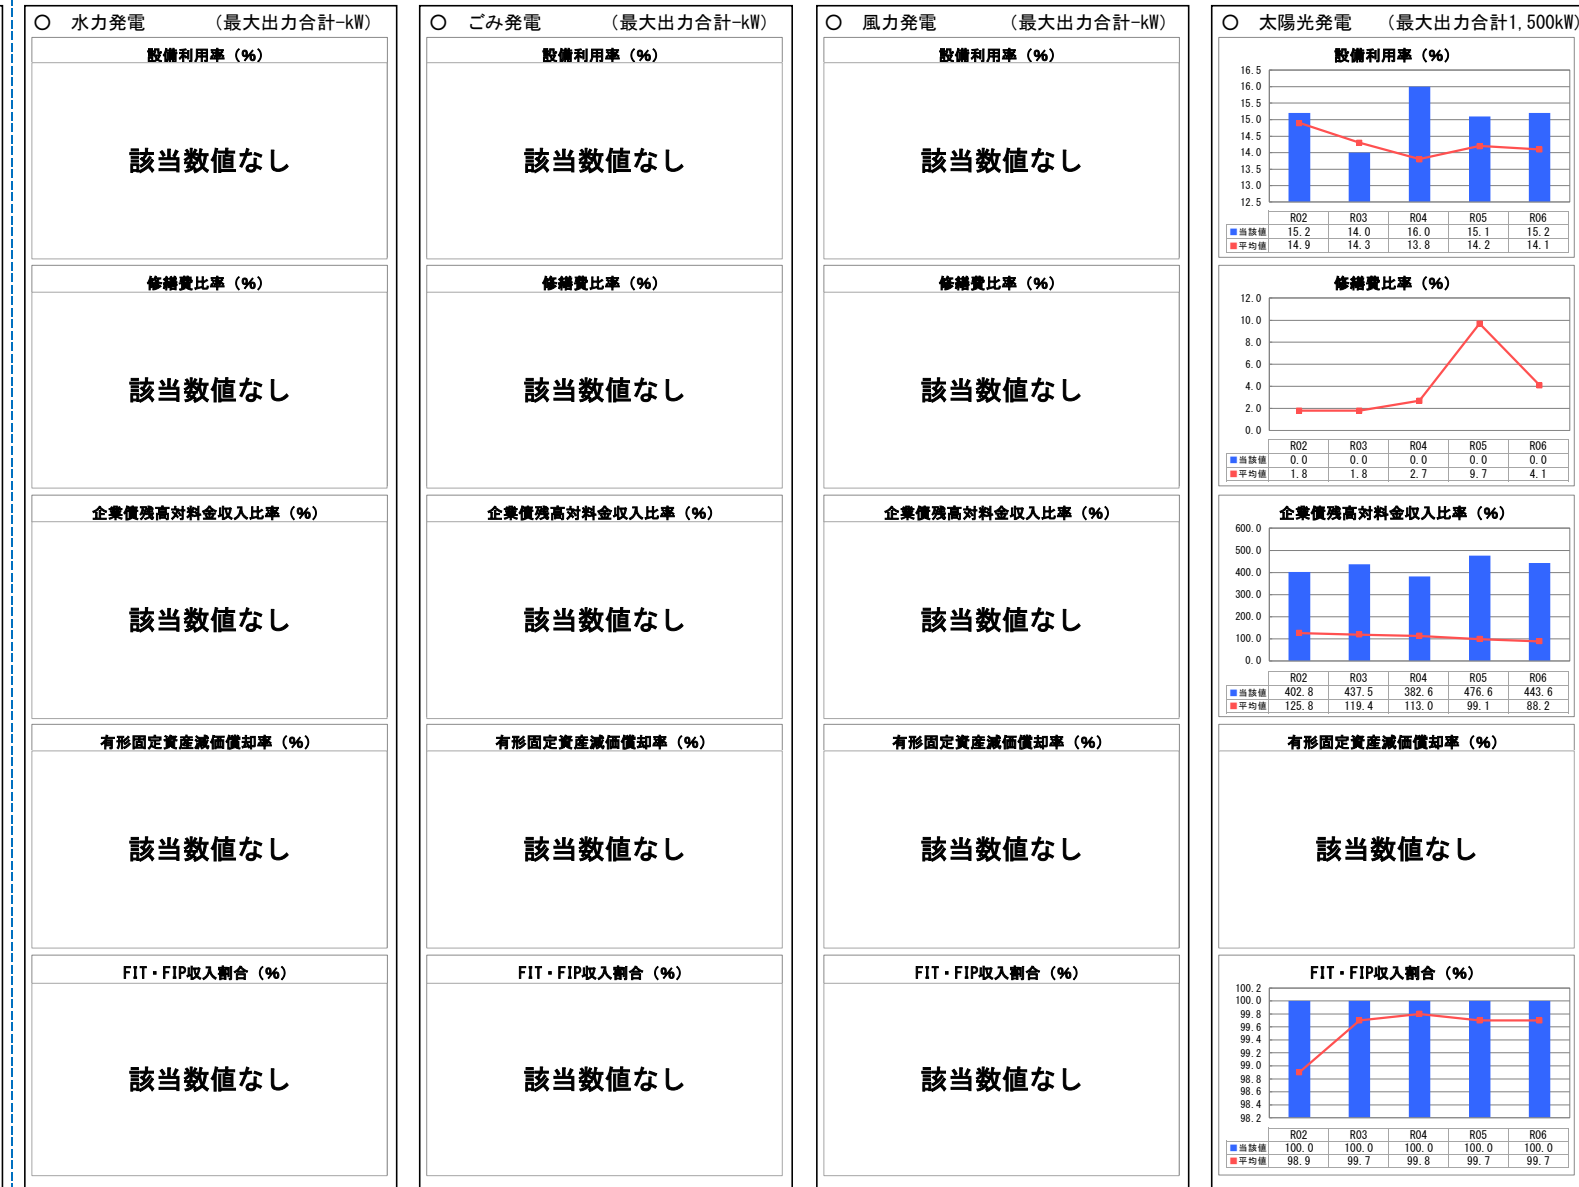 ○ 水力発電 （最大出力合計-kW）
設備利用率（%）
該当数値なし
修繕費比率（%）
該当数値なし
企業債残高対料金収入比率（%）
該当数値なし
有形固定資産減価償却率（%）
該当数値なし
FIT・FIP収入割合（%）
該当数値なし
○ ごみ発電 （最大出力合計-kW）
設備利用率（%）
該当数値なし
修繕費比率（%）
該当数値なし
企業債残高対料金収入比率（%）
該当数値なし
有形固定資産減価償却率（%）
該当数値なし
FIT・FIP収入割合（%）
該当数値なし
○ 風力発電 （最大出力合計-kW）
設備利用率（%）
該当数値なし
修繕費比率（%）
該当数値なし
企業債残高対料金収入比率（%）
該当数値なし
有形固定資産減価償却率（%）
該当数値なし
FIT・FIP収入割合（%）
該当数値なし
○ 太陽光発電 （最大出力合計1,500kW）
設備利用率（%）
16.5
16.0
15.5
15.0
14.5
14.0
13.5
13.0
12.5
R02 R03 R04 R05 R06
当該値 15.2 14.0 16.0 15.1 15.2
平均値 14.9 14.3 13.8 14.2 14.1
修繕費比率（%）
12.0
10.0
8.0
6.0
4.0
2.0
0.0
R02 R03 R04 R05 R06
当該値 0.0 0.0 0.0 0.0 0.0
平均値 1.8 1.8 2.7 9.7 4.1
企業債残高対料金収入比率（%）
600.0
500.0
400.0
300.0
200.0
100.0
0.0
R02 R03 R04 R05 R06
当該値 402.8 437.5 382.6 476.6 443.6
平均値 125.8 119.4 113.0 99.1 88.2
有形固定資産減価償却率（%）
該当数値なし
FIT・FIP収入割合（%）
100.2
100.0
99.8
99.6
99.4
99.2
99.0
98.8
98.6
98.4
98.2
R02 R03 R04 R05 R06
当該値 100.0 100.0 100.0 100.0 100.0
平均値 98.9 99.7 99.8 99.7 99.7